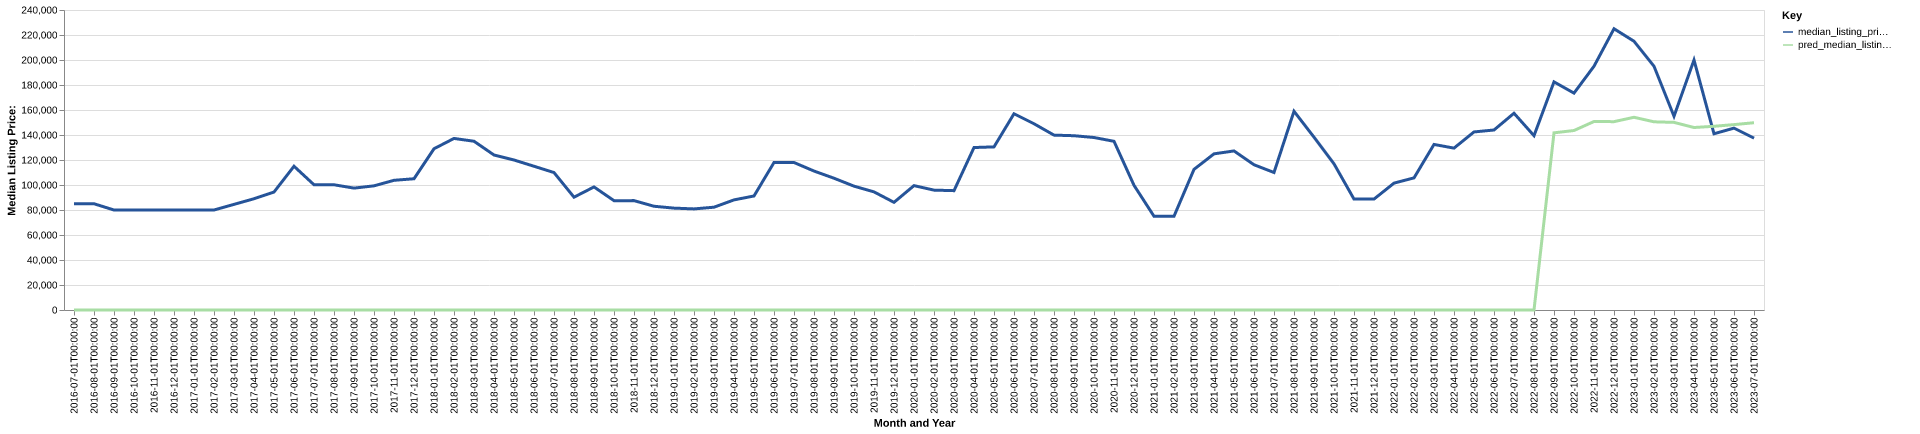 240,000
220,000
200,000
180,000
160,000
140,000
120,000
100,000
80,000
60,000
40,000
20,000
0
Median Listing Price:
2016-07-01T00:00:00
2016-08-01T00:00:00
2016-09-01T00:00:00
2016-10-01T00:00:00
2016-11-01T00:00:00
2016-12-01T00:00:00
2017-01-01T00:00:00
2017-02-01T00:00:00
2017-03-01T00:00:00
2017-04-01T00:00:00
2017-05-01T00:00:00
2017-06-01T00:00:00
2017-07-01T00:00:00
2017-08-01T00:00:00
2017-09-01T00:00:00
2017-10-01T00:00:00
2017-11-01T00:00:00
2017-12-01T00:00:00
2018-01-01T00:00:00
2018-02-01T00:00:00
2018-03-01T00:00:00
2018-04-01T00:00:00
2018-05-01T00:00:00
2018-06-01T00:00:00
2018-07-01T00:00:00
2018-08-01T00:00:00
2018-09-01T00:00:00
2018-10-01T00:00:00
2018-11-01T00:00:00
2018-12-01T00:00:00
2019-01-01T00:00:00
2019-02-01T00:00:00
2019-03-01T00:00:00
2019-04-01T00:00:00
2019-05-01T00:00:00
2019-06-01T00:00:00
2019-07-01T00:00:00
2019-08-01T00:00:00
2019-09-01T00:00:00
2019-10-01T00:00:00
2019-11-01T00:00:00
2019-12-01T00:00:00
2020-01-01T00:00:00
2020-02-01T00:00:00
2020-03-01T00:00:00
2020-04-01T00:00:00
2020-05-01T00:00:00
2020-06-01T00:00:00
2020-07-01T00:00:00
2020-08-01T00:00:00
2020-09-01T00:00:00
2020-10-01T00:00:00
2020-11-01T00:00:00
2020-12-01T00:00:00
2021-01-01T00:00:00
2021-02-01T00:00:00
2021-03-01T00:00:00
2021-04-01T00:00:00
2021-05-01T00:00:00
2021-06-01T00:00:00
2021-07-01T00:00:00
2021-08-01T00:00:00
2021-09-01T00:00:00
2021-10-01T00:00:00
2021-11-01T00:00:00
2021-12-01T00:00:00
2022-01-01T00:00:00
2022-02-01T00:00:00
2022-03-01T00:00:00
2022-04-01T00:00:00
2022-05-01T00:00:00
2022-06-01T00:00:00
2022-07-01T00:00:00
2022-08-01T00:00:00
2022-09-01T00:00:00
2022-10-01T00:00:00
2022-11-01T00:00:00
2022-12-01T00:00:00
2023-01-01T00:00:00
2023-02-01T00:00:00
2023-03-01T00:00:00
2023-04-01T00:00:00
2023-05-01T00:00:00
2023-06-01T00:00:00
2023-07-01T00:00:00
Month and Year
Key
median_listing_pri…
pred_median_listin…